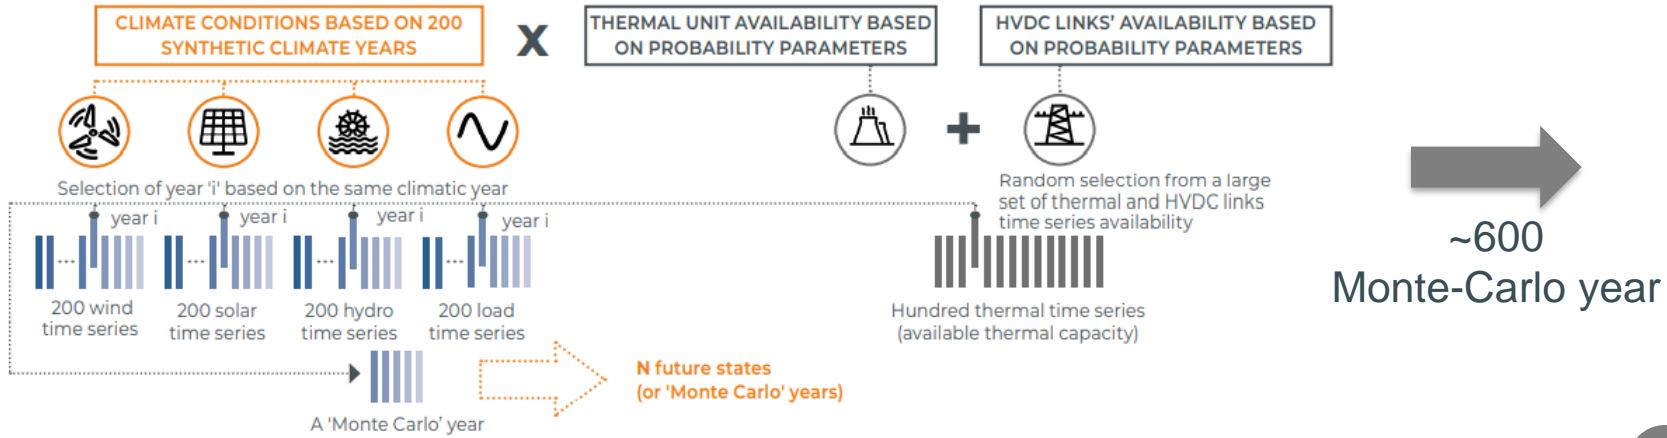 CLIMATE CONDITIONS BASED ON 200
SYNTHETIC CLIMATE YEARS
X
THERMAL UNIT AVAILABILITY BASED
ON PROBABILITY PARAMETERS
HVDC LINKS' AVAILABILITY BASED
ON PROBABILITY PARAMETERS
+
Selection of year 'i' based on the same climatic year
Random selection from a large
set of thermal and HVDC links
time series availability
year i
year i
year i
year i
...
...
...
...
200 wind
time series
200 solar
time series
200 hydro
time series
200 load
time series
Hundred thermal time series
(available thermal capacity)
~600
Monte-Carlo year
N future states
(or 'Monte Carlo' years)
A 'Monte Carlo' year